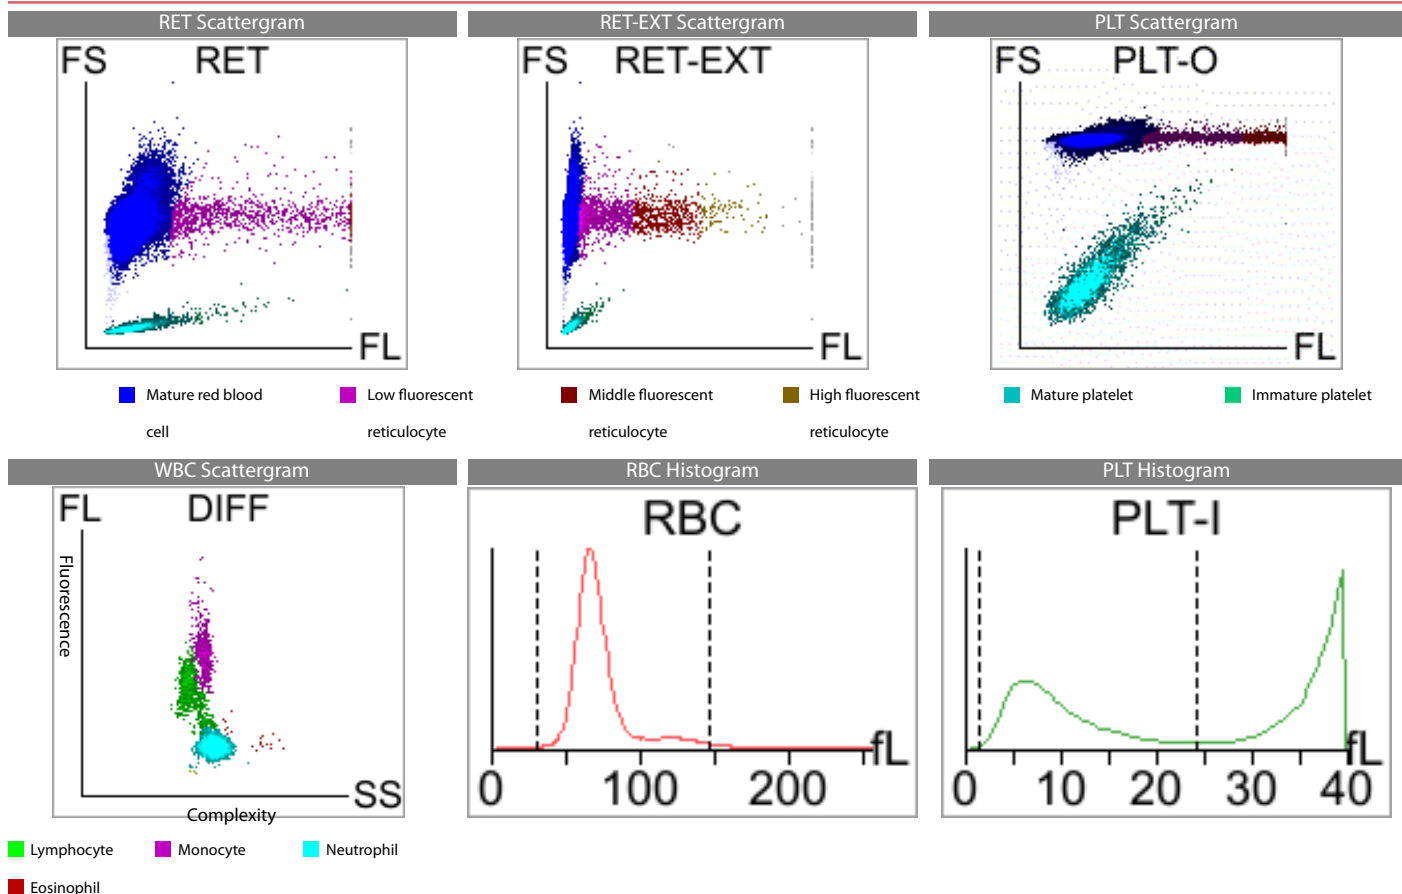 RET Scattergram
RET-EXT Scattergram
PLT Scattergram
FS RET
FL
FS RET-EXT
FL
FS PLT-O
FL
Mature red blood
cell
Low fluorescent
reticulocyte
Middle fluorescent
reticulocyte
High fluorescent
reticulocyte
Mature platelet
Immature platelet
WBC Scattergram
RBC Histogram
PLT Histogram
FL DIFF
Fluorescence
SS
Complexity
RBC
fL
0 100 200
PLT-I
fL
0 10 20 30 40
Lymphocyte
Monocyte
Neutrophil
Eosinophil